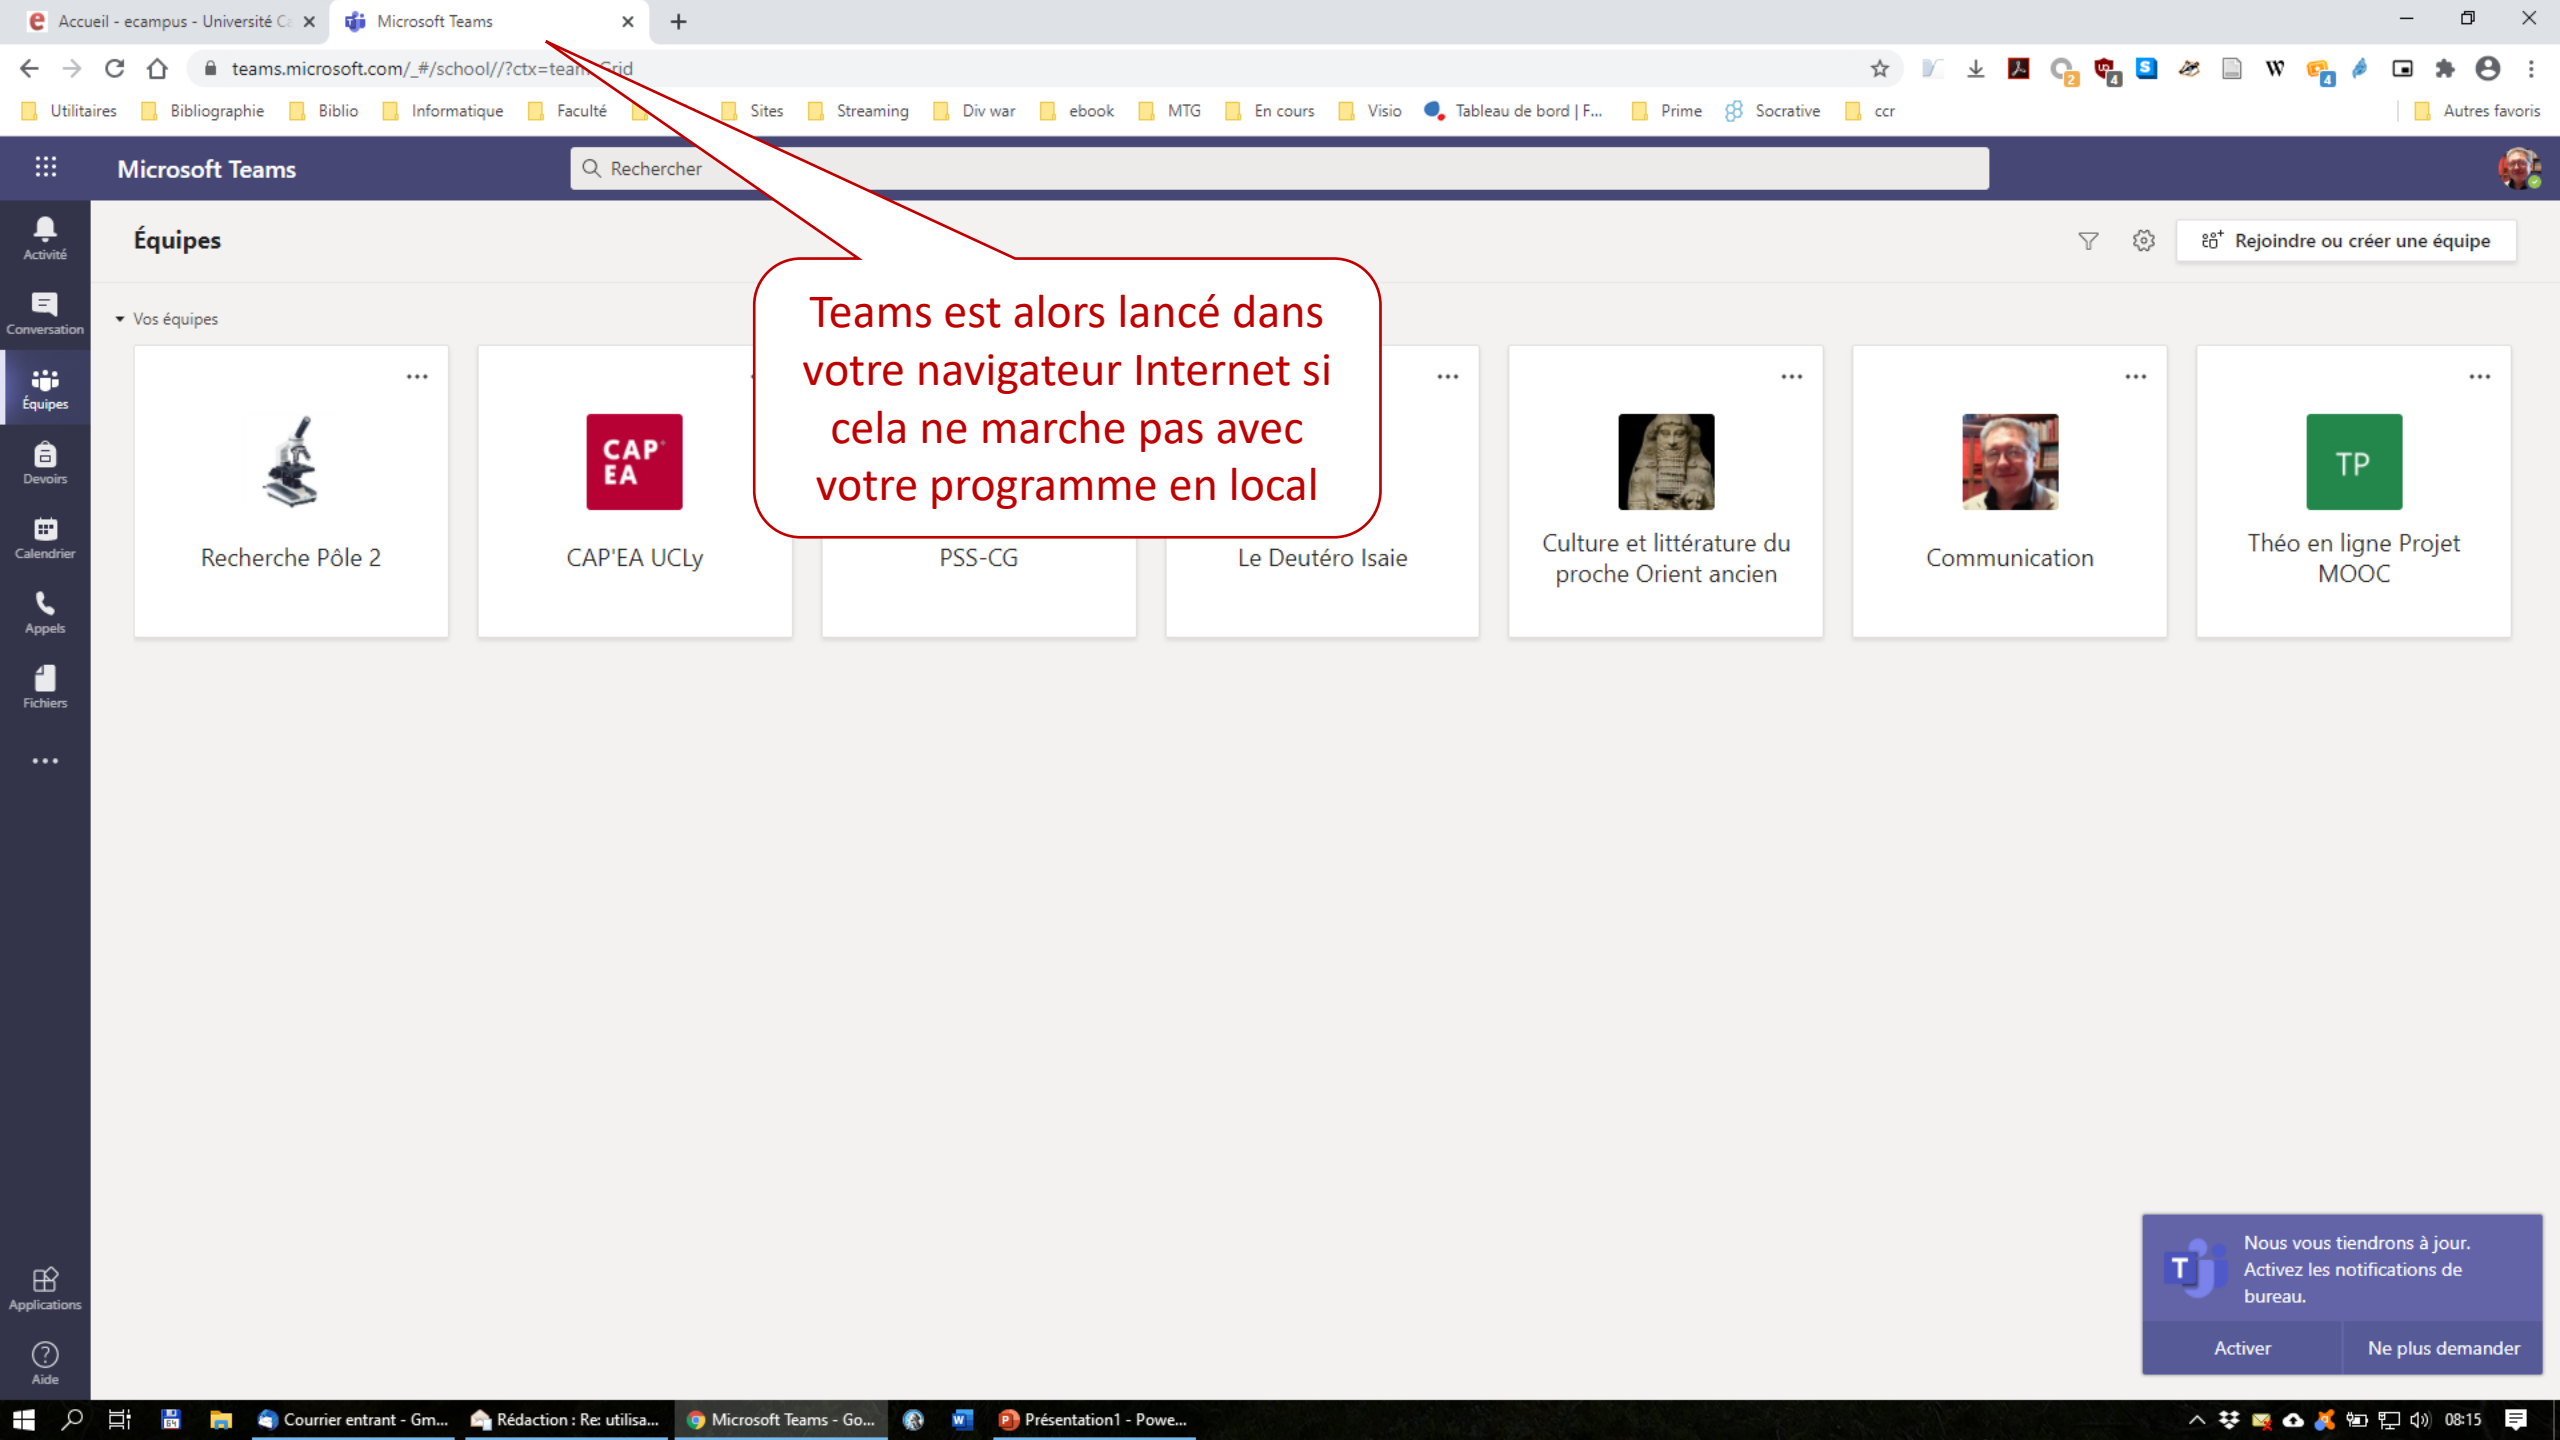 Accueil - ecampus - Université C
Microsoft Teams
teams.microsoft.com/_#/school//?ctx=team Grid
Utilitaires Bibliographie Biblio Informatique Faculté Sites Streaming Div war ebook MTG En cours Visio Tableau de bord | F... Prime Socrative ccr Autres favoris
Microsoft Teams
Rechercher
Activité
Conversation
Équipes
Devoirs
Calendrier
Appels
Fichiers
Applications
Aide
Équipes
Rejoindre ou créer une équipe
Vos équipes
Teams est alors lancé dans
votre navigateur Internet si
cela ne marche pas avec
votre programme en local
Recherche Pôle 2
CAP+
EA
CAP'EA UCLy
PSS-CG
Le Deutéro Isaie
Culture et littérature du
proche Orient ancien
Communication
TP
Théo en ligne Projet
MOOC
T
Nous vous tiendrons à jour.
Activez les notifications de
bureau.
Activer Ne plus demander
Courrier entrant - Gm... Rédaction : Re: utilisa... Microsoft Teams - Go... Présentation1 - Powe... 08:15